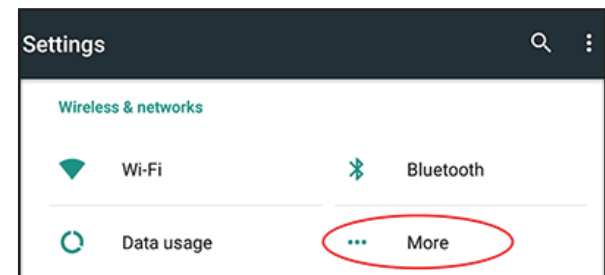 Settings
Wireless & networks
Wi-Fi
Bluetooth
Data usage
More